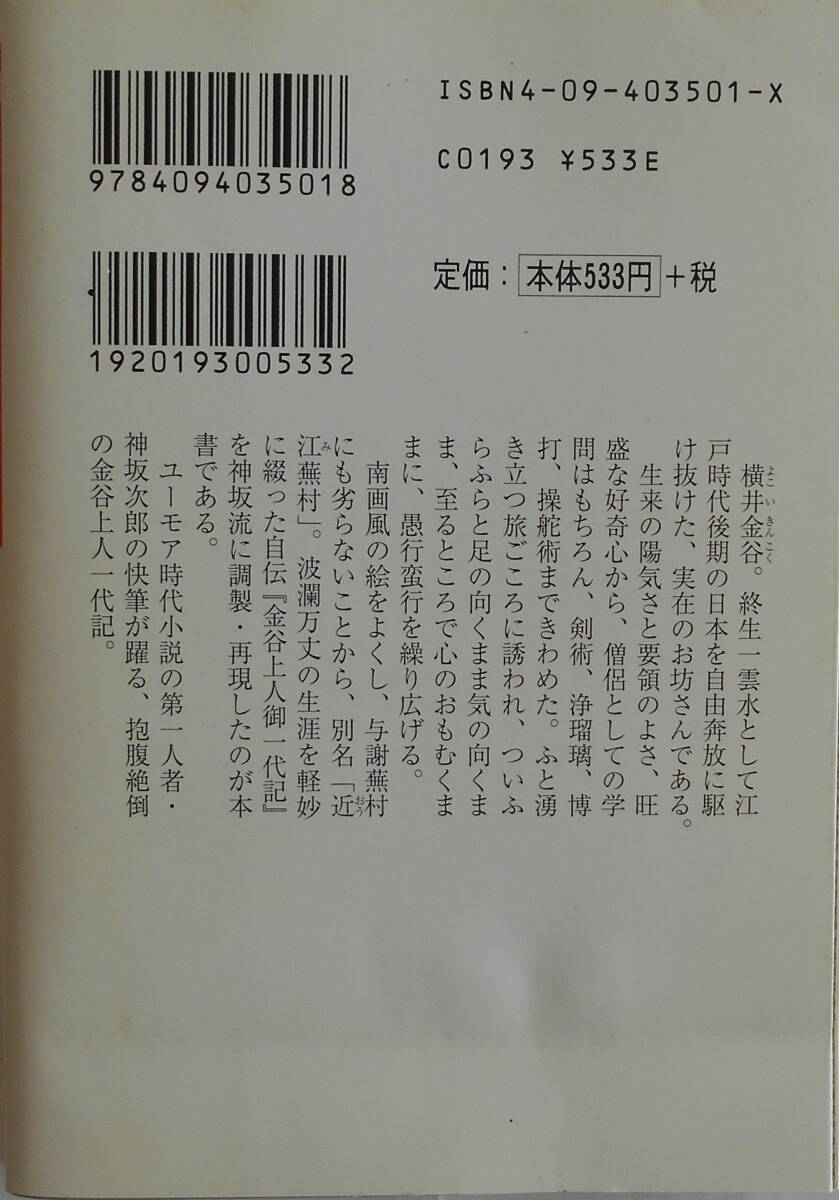 ISBN4-09-403501-X
C0193 ¥533E
9784094035018
定価：本体533円＋税
1920193005332
横井金谷。終生一雲水として江
よこいきんこく
戸時代後期の日本を自由奔放に駆
け抜けた、実在のお坊さんである。
生来の陽気さと要領のよさ、旺
盛な好奇心から、僧侶としての学
問はもちろん、剣術、浄瑠璃、博
打、操舵術まできわめた。ふと湧
き立つ旅ごころに誘われ、ついふ
らふらと足の向くまま気の向くま
ま、至るところで心のおもむくま
まに、愚行蛮行を繰り広げる。
南画風の絵をよくし、与謝蕪村
にも劣らないことから、別名「近
おう
江蕪村」。波瀾万丈の生涯を軽妙
み
に綴った自伝『金谷上人御一代記』
を神坂流に調製・再現したのが本
書である。
ユーモア時代小説の第一人者・
神坂次郎の快筆が躍る、抱腹絶倒
の金谷上人一代記。